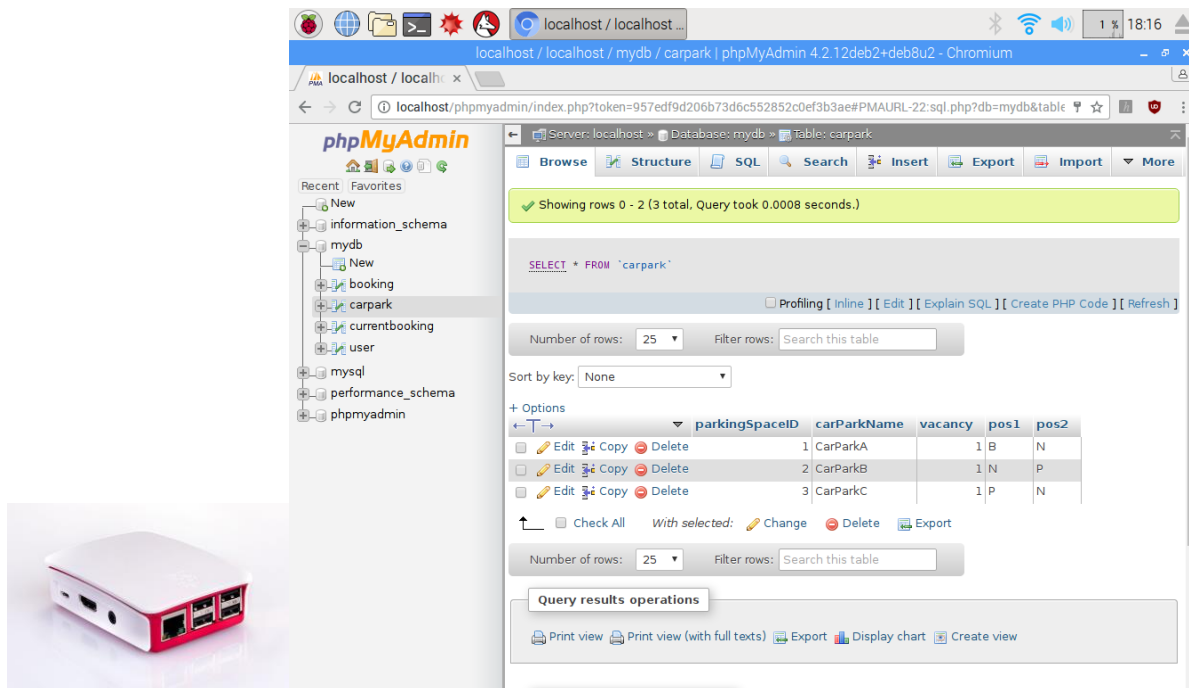 localhost / localhost ...
1 %
18:16
localhost / localhost / mydb / carpark | phpMyAdmin 4.2.12deb2+deb8u2 - Chromium
localhost / localho
localhost/phpmyadmin/index.php?token=957edf9d206b73d6c552852c0ef3b3ae#PMAURL-22:sql.php?db=mydb&table
phpMyAdmin
Recent Favorites
New
information_schema
mydb
New
booking
carpark
currentbooking
user
mysql
performance_schema
phpmyadmin
Server: localhost » Database: mydb » Table: carpark
Browse Structure SQL Search Insert Export Import More
Showing rows 0 - 2 (3 total, Query took 0.0008 seconds.)
SELECT * FROM `carpark`
Profiling [ Inline ] [ Edit ] [ Explain SQL ] [ Create PHP Code ] [ Refresh ]
Number of rows: 25 Filter rows: Search this table
Sort by key: None
+ Options
parkingSpaceID carParkName vacancy pos1 pos2
Edit Copy Delete 1 CarParkA 1 B N
Edit Copy Delete 2 CarParkB 1 N P
Edit Copy Delete 3 CarParkC 1 P N
Check All With selected: Change Delete Export
Number of rows: 25 Filter rows: Search this table
Query results operations
Print view Print view (with full texts) Export Display chart Create view